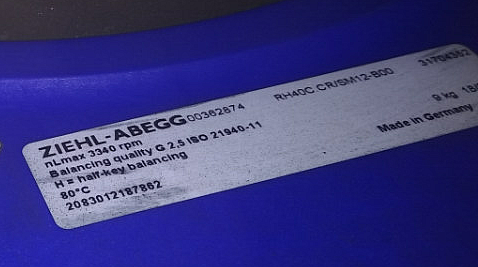 ZIEHL-ABEGG 00362874 RH40C.CR/SM12-B00
nLmax 3340 rpm 9 kg
Balancing quality G 2,5 ISO 21940-11 Made in Germany
H = half-key balancing
80°C
2083012187862